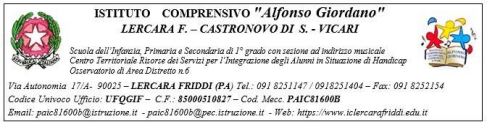 ISTITUTO COMPRENSIVO "Alfonso Giordano"
LERCARA F. – CASTRONOVO DI S. - VICARI
Scuola dell'Infanzia, Primaria e Secondaria di 1° grado con sezione ad indirizzo musicale
Centro Territoriale Risorse dei Servizi per l'Integrazione degli Alunni in Situazione di Handicap
Osservatorio di Area Distretto n.6
Via Autonomia 17/A- 90025 – LERCARA FRIDDI (PA) Tel.: 091 8251147 / 0918251404 – Fax: 091 8252154
Codice Univoco Ufficio: UFQGIF – C.F.: 85000510827 – Cod. Mecc. PAIC81600B
Email: paic81600b@istruzione.it - paic81600b@pec.istruzione.it - Web: https://www.iclercarafriddi.edu.it